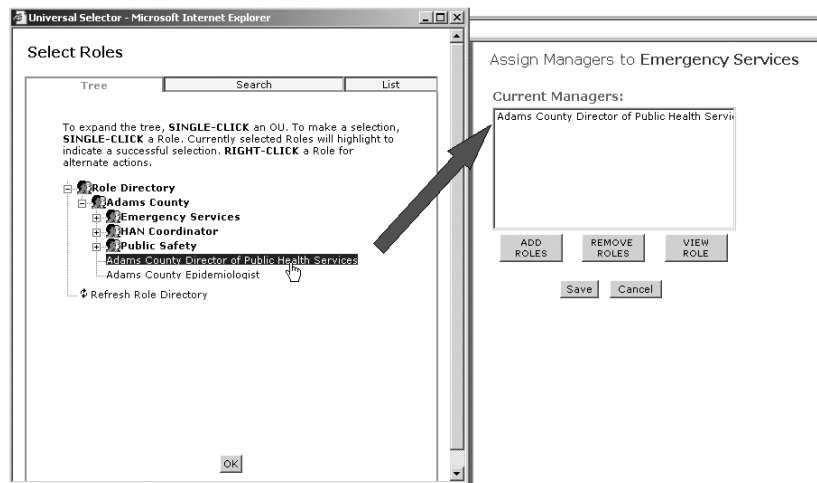 Universal Selector - Microsoft Internet Explorer
Select Roles
Tree
Search
List
To expand the tree, SINGLE-CLICK an OU. To make a selection,
SINGLE-CLICK a Role. Currently selected Roles will highlight to
indicate a successful selection. RIGHT-CLICK a Role for
alternate actions.
Role Directory
Adams County
Emergency Services
HAN Coordinator
Public Safety
Adams County Director of Public Health Services
Adams County Epidemiologist
Refresh Role Directory
OK
Assign Managers to Emergency Services
Current Managers:
Adams County Director of Public Health Servi
ADD
ROLES
REMOVE
ROLES
VIEW
ROLE
Save
Cancel